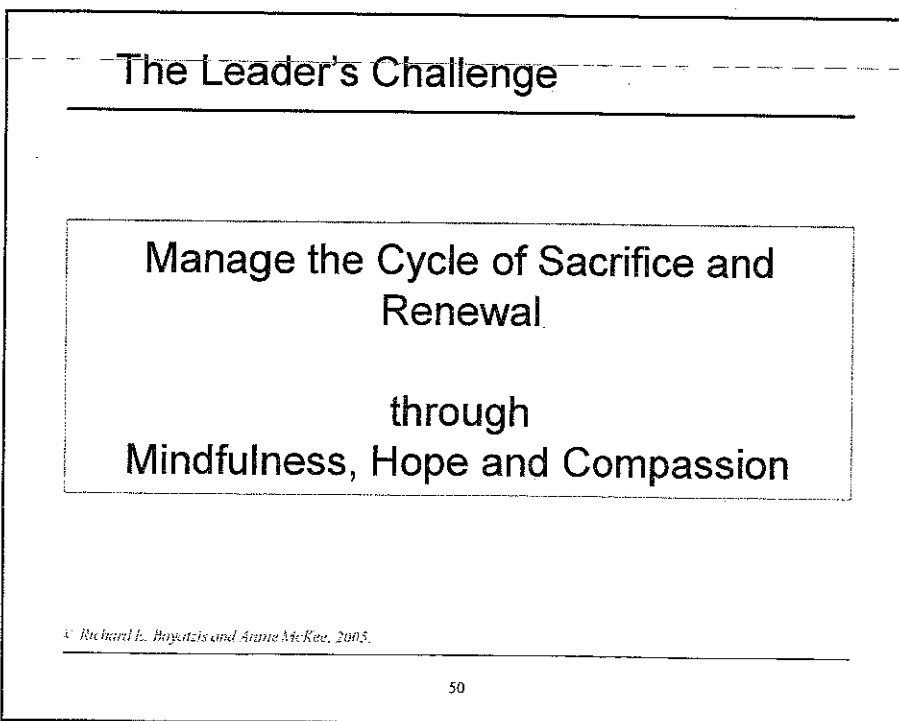 The Leader's Challenge
Manage the Cycle of Sacrifice and
Renewal
through
Mindfulness, Hope and Compassion
© Richard E. Boyatzis and Annie McKee, 2005.
50